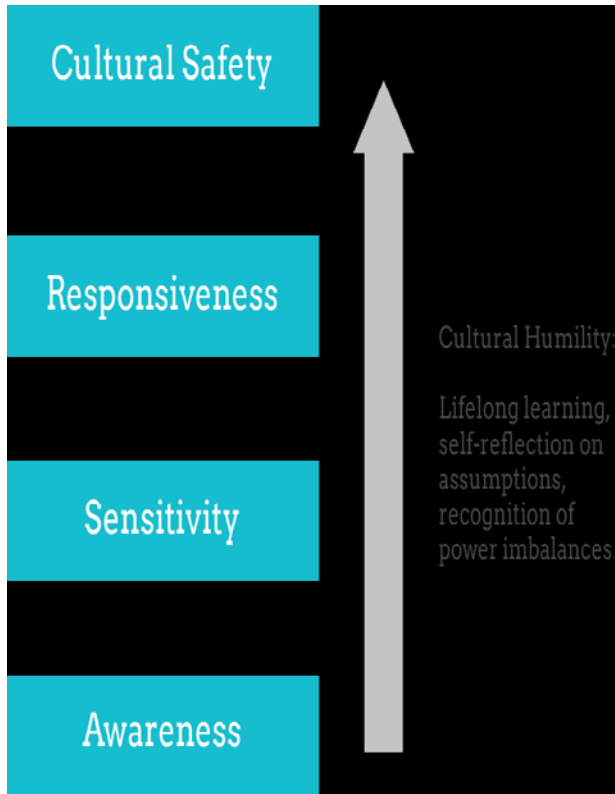 Cultural Safety
Responsiveness
Sensitivity
Awareness
Cultural Humility:
Lifelong learning,
self-reflection on
assumptions,
recognition of
power imbalances.